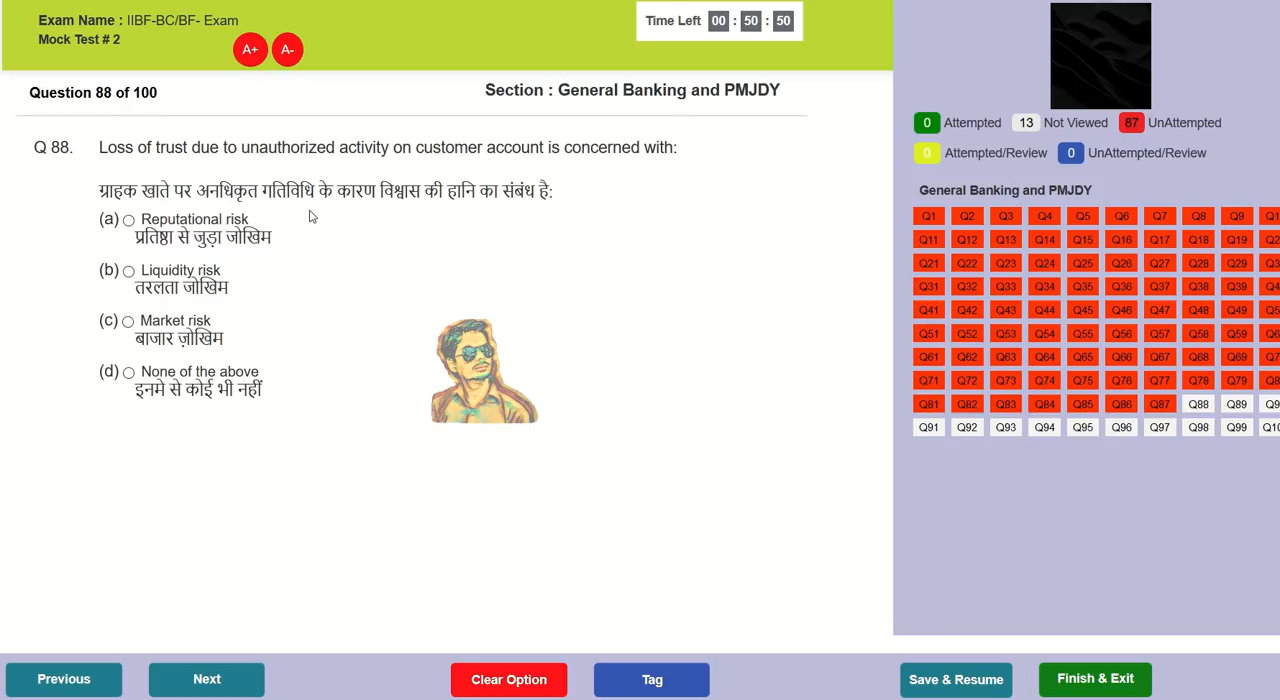 Exam Name : IIBF-BC/BF- Exam
Mock Test # 2
A+ A-
Time Left 00 : 50 : 50
Question 88 of 100
Section : General Banking and PMJDY
Q 88. Loss of trust due to unauthorized activity on customer account is concerned with:
ग्राहक खाते पर अनधिकृत गतिविधि के कारण विश्वास की हानि का संबंध है:
(a) Reputational risk
प्रतिष्ठा से जुड़ा जोखिम
(b) Liquidity risk
तरलता जोखिम
(c) Market risk
बाजार ज़ोखिम
(d) None of the above
इनमे से कोई भी नहीं
0 Attempted 13 Not Viewed 87 UnAttempted
0 Attempted/Review 0 UnAttempted/Review
General Banking and PMJDY
Q1 Q2 Q3 Q4 Q5 Q6 Q7 Q8 Q9
Q11 Q12 Q13 Q14 Q15 Q16 Q17 Q18 Q19
Q21 Q22 Q23 Q24 Q25 Q26 Q27 Q28 Q29
Q31 Q32 Q33 Q34 Q35 Q36 Q37 Q38 Q39
Q41 Q42 Q43 Q44 Q45 Q46 Q47 Q48 Q49
Q51 Q52 Q53 Q54 Q55 Q56 Q57 Q58 Q59
Q61 Q62 Q63 Q64 Q65 Q66 Q67 Q68 Q69
Q71 Q72 Q73 Q74 Q75 Q76 Q77 Q78 Q79
Q81 Q82 Q83 Q84 Q85 Q86 Q87 Q88 Q89
Q91 Q92 Q93 Q94 Q95 Q96 Q97 Q98 Q99
Previous Next Clear Option Tag Save & Resume Finish & Exit